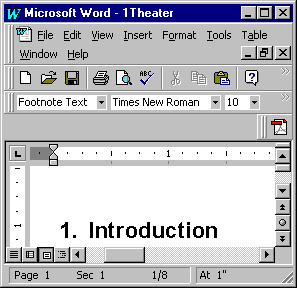 Microsoft Word - 1Theater
File Edit View Insert Format Tools Table
Window Help
Footnote Text Times New Roman 10
1
1. Introduction
Page 1 Sec 1 1/8 At 1"